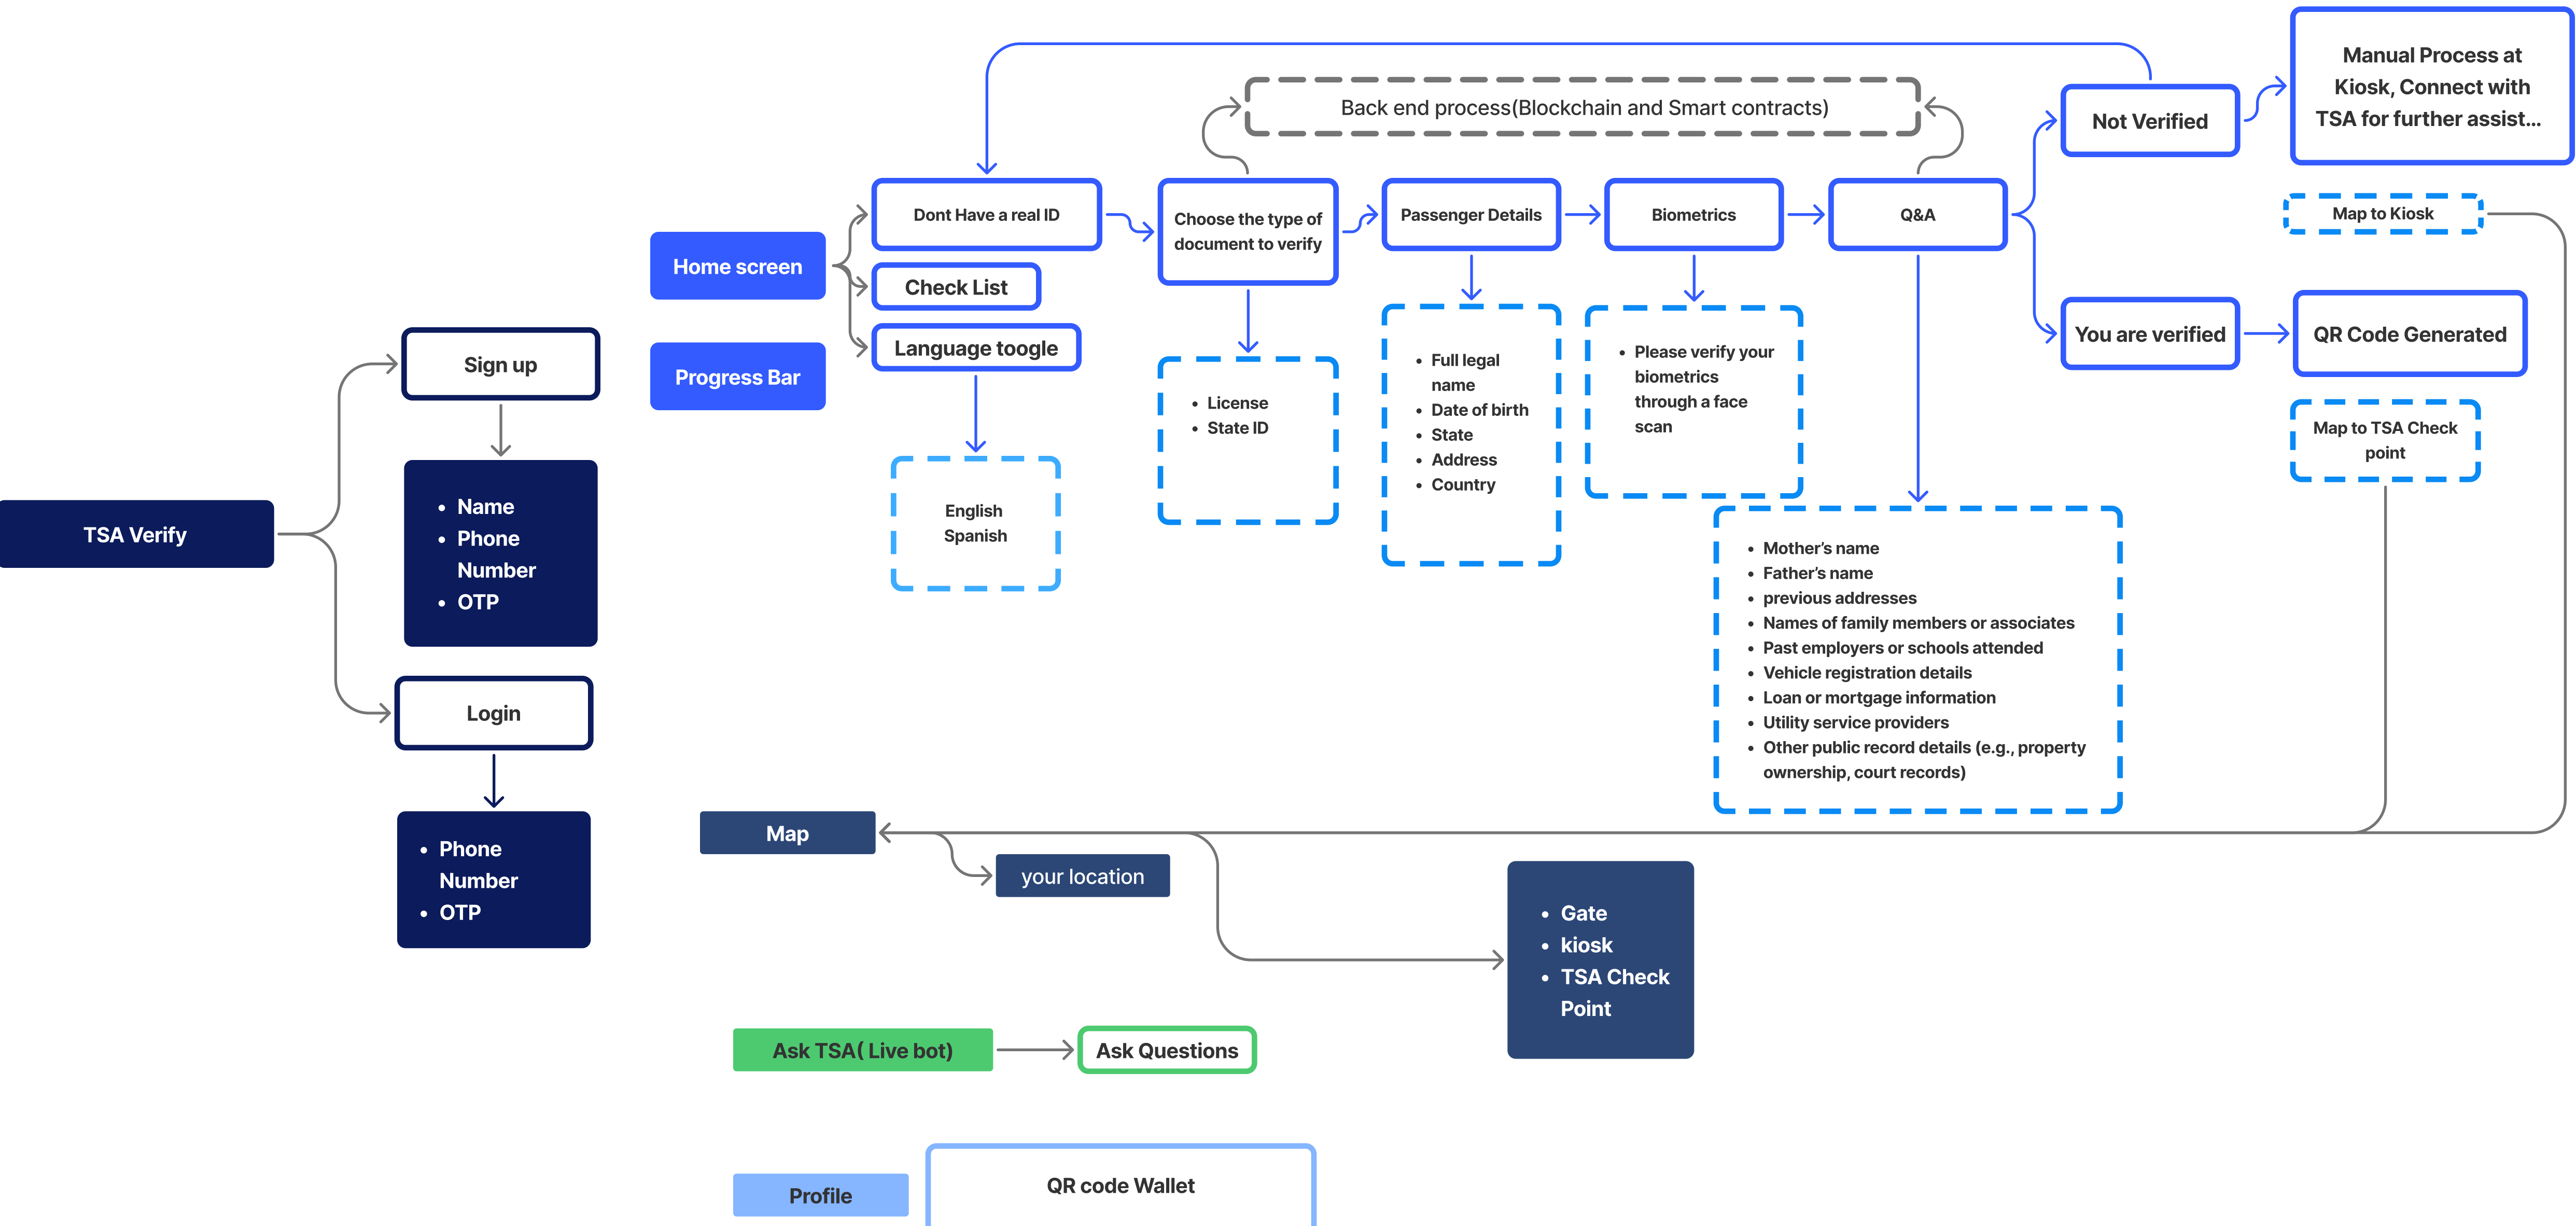 Manual Process at
Kiosk, Connect with
TSA for further assist...
Back end process(Blockchain and Smart contracts)
Not Verified
Dont Have a real ID
Choose the type of
document to verify
Passenger Details
Biometrics
Q&A
Map to Kiosk
Home screen
Check List
Language toogle
Progress Bar
You are verified
QR Code Generated
Sign up
• License
• State ID
• Full legal
name
• Date of birth
• State
• Address
• Country
• Please verify your
biometrics
through a face
scan
Map to TSA Check
point
English
Spanish
TSA Verify
• Name
• Phone
Number
• OTP
• Mother’s name
• Father’s name
• previous addresses
• Names of family members or associates
• Past employers or schools attended
• Vehicle registration details
• Loan or mortgage information
• Utility service providers
• Other public record details (e.g., property
ownership, court records)
Login
• Phone
Number
• OTP
Map
your location
• Gate
• kiosk
• TSA Check
Point
Ask TSA( Live bot)
Ask Questions
Profile
QR code Wallet